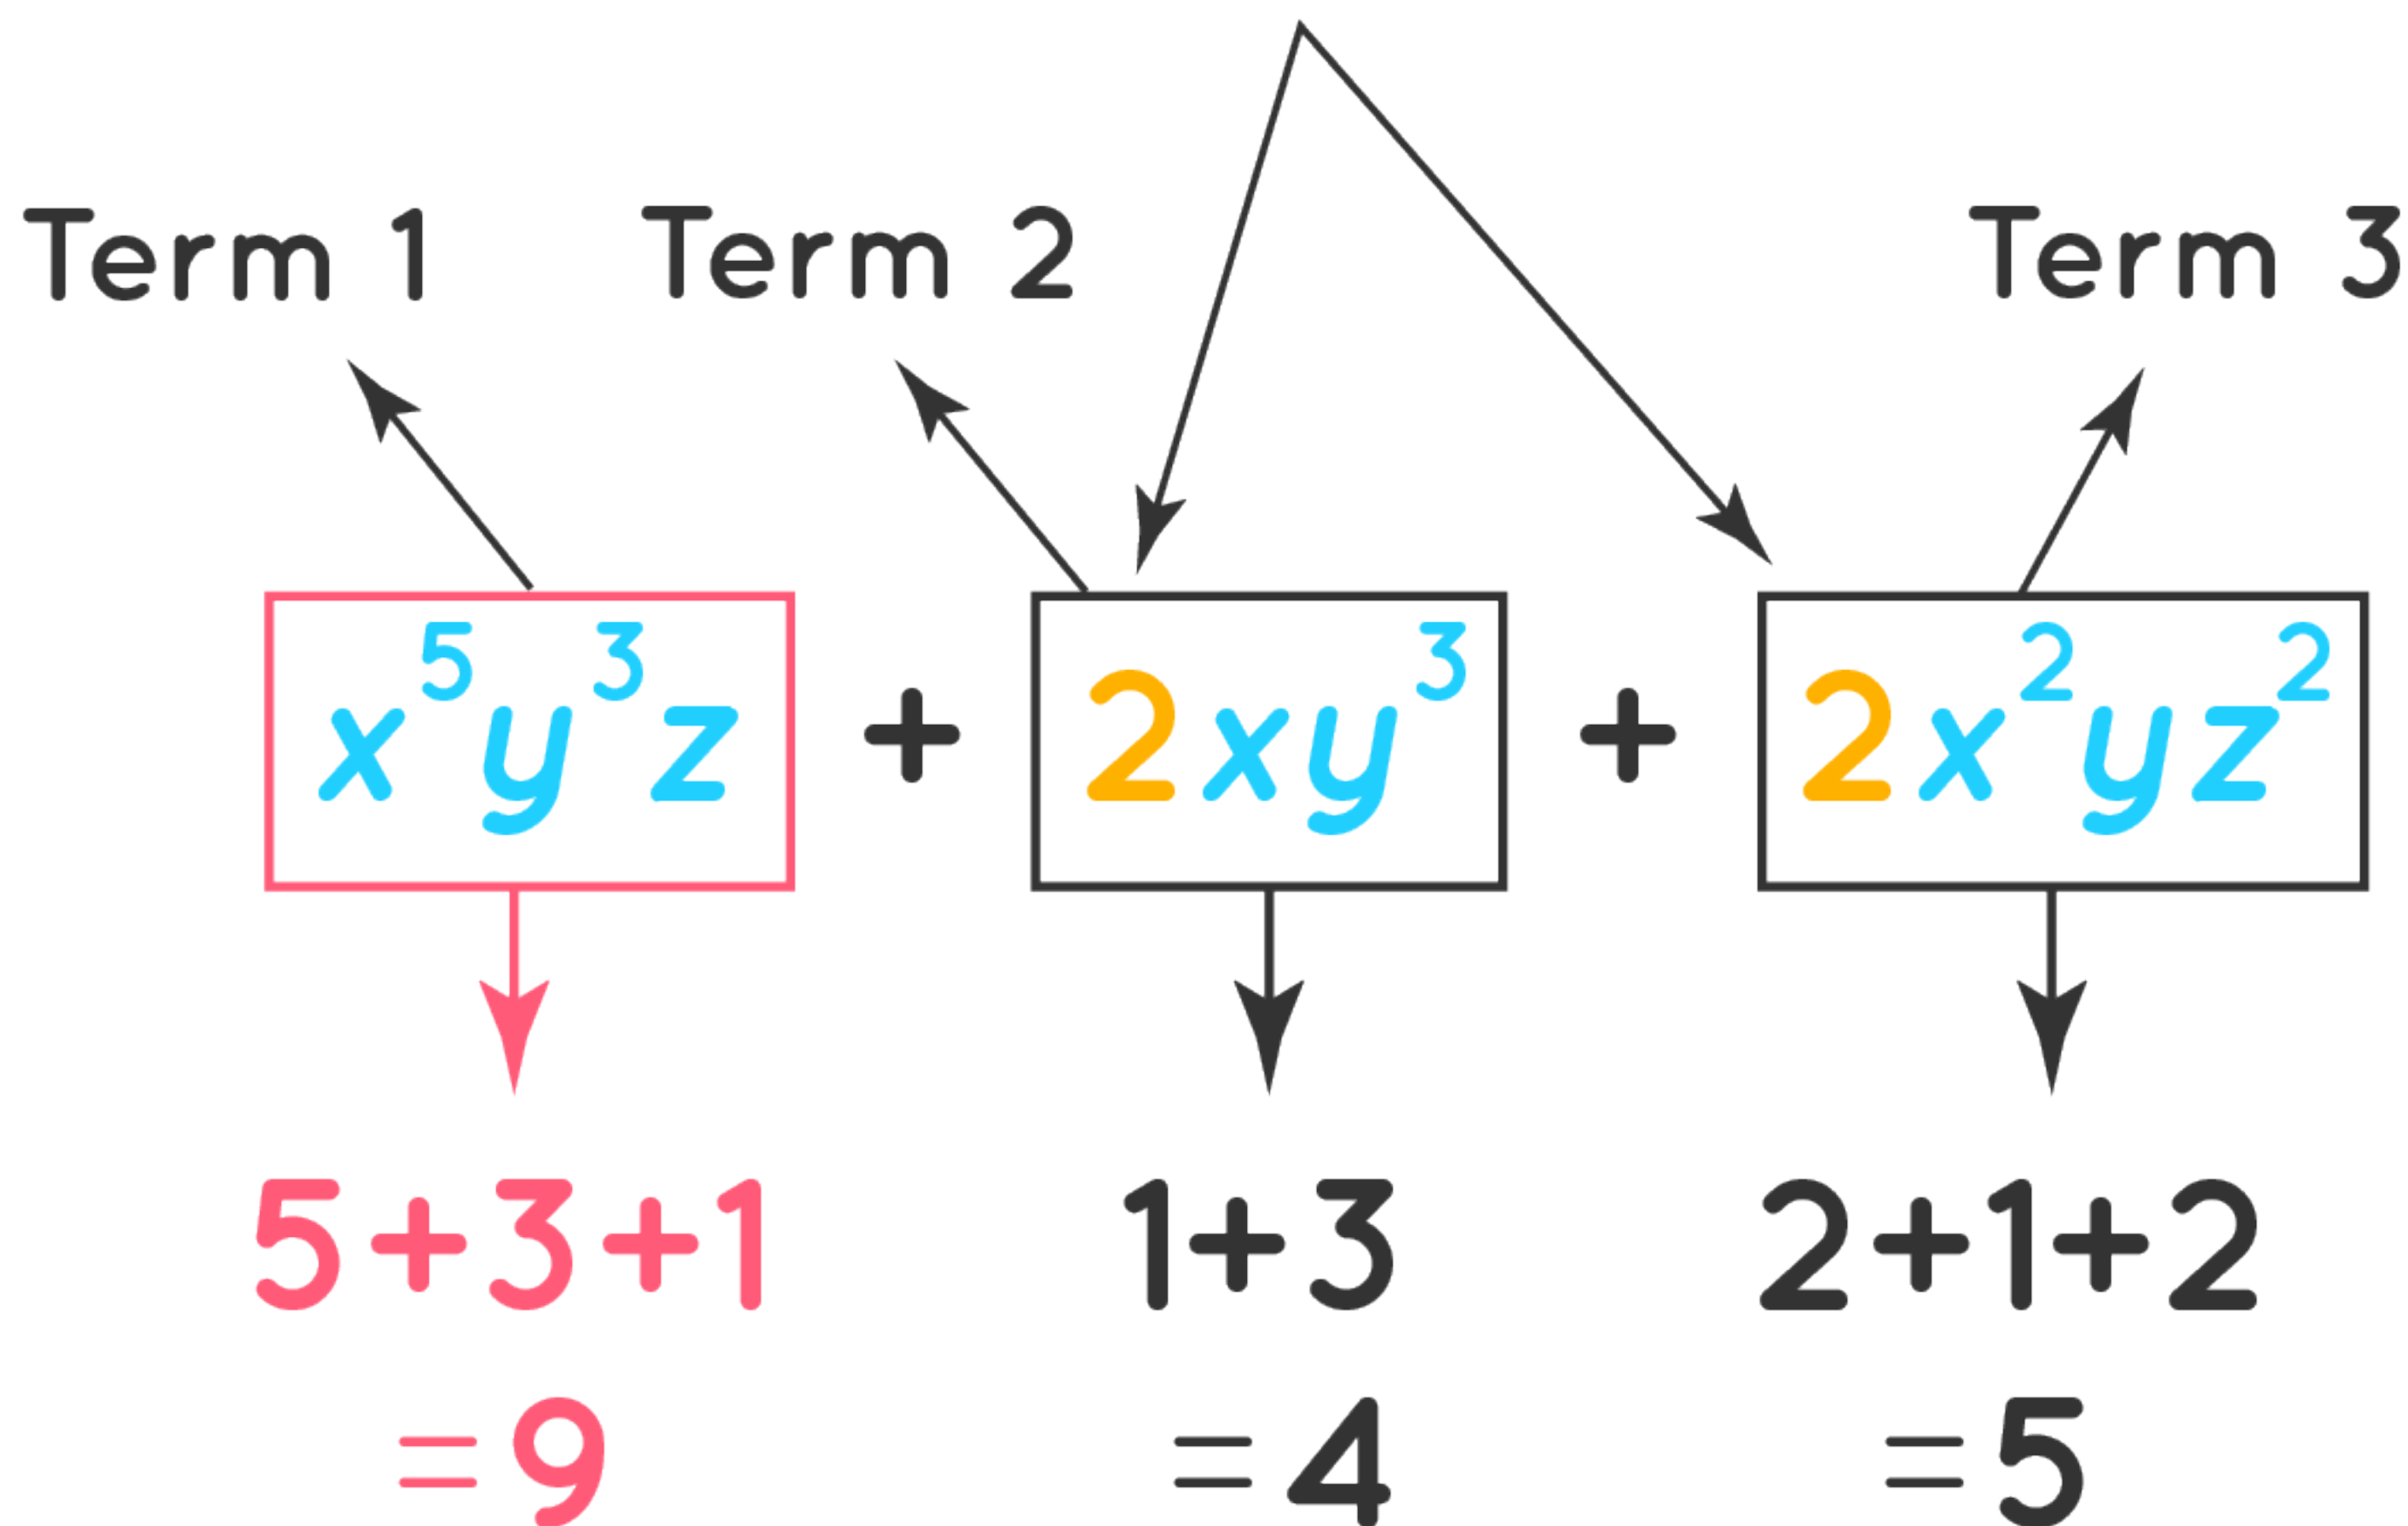 Term 1 Term 2 Term 3
x⁵y³z + 2xy³ + 2x²yz²
5+3+1 1+3 2+1+2
=9 =4 =5